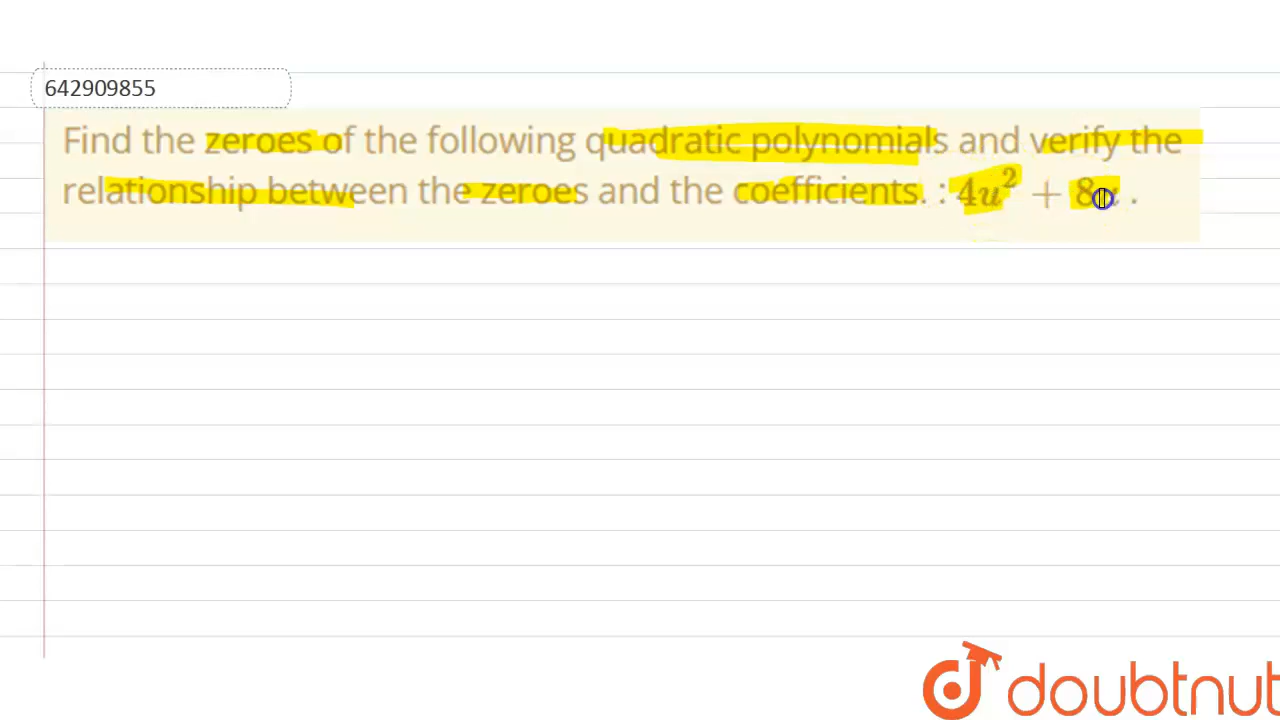 642909855
Find the zeroes of the following quadratic polynomials and verify the
relationship between the zeroes and the coefficients. : 4u² + 8u .
doubtnut